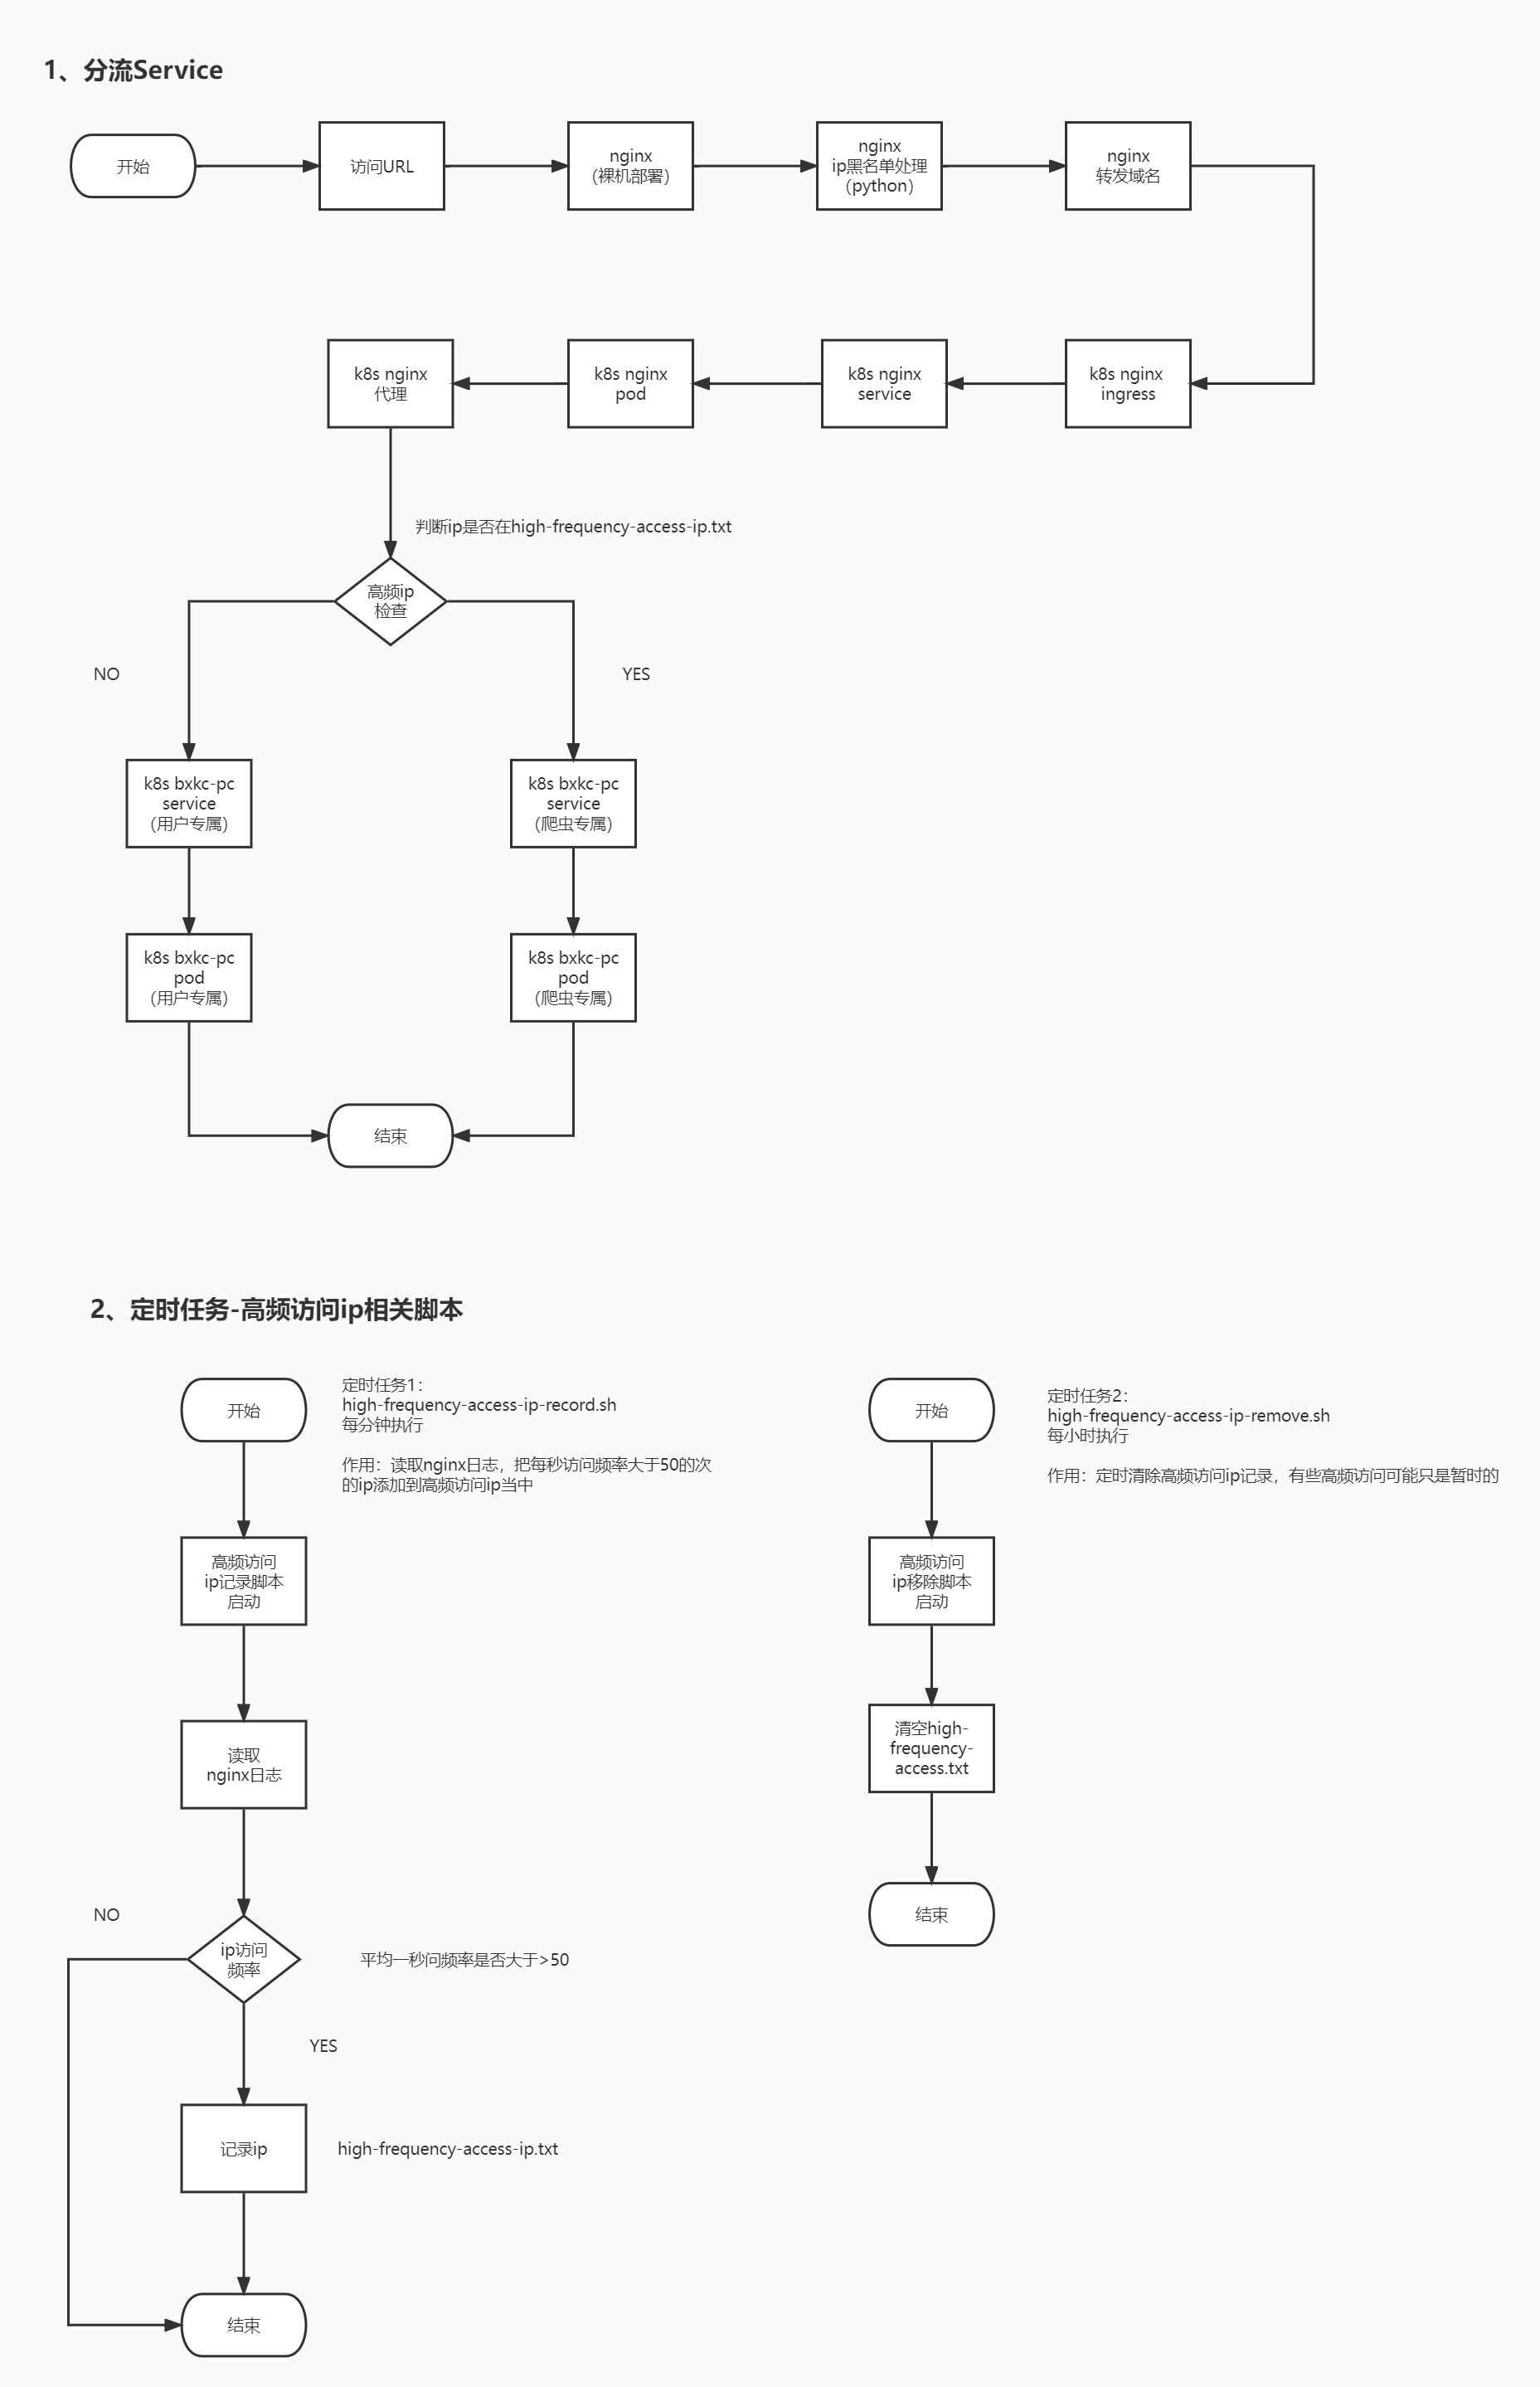 1、分流Service
开始
访问URL
nginx
(裸机部署)
nginx
ip黑名单处理
(python)
nginx
转发域名
k8s nginx
代理
k8s nginx
pod
k8s nginx
service
k8s nginx
ingress
判断ip是否在high-frequency-access-ip.txt
高频ip
检查
NO
YES
k8s bxkc-pc
service
(用户专属)
k8s bxkc-pc
service
(爬虫专属)
k8s bxkc-pc
pod
(用户专属)
k8s bxkc-pc
pod
(爬虫专属)
结束
2、定时任务-高频访问ip相关脚本
开始
定时任务1：
high-frequency-access-ip-record.sh
每分钟执行
作用：读取nginx日志，把每秒访问频率大于50的次
的ip添加到高频访问ip当中
高频访问
ip记录脚本
启动
读取
nginx日志
NO
ip访问
频率
平均一秒问频率是否大于>50
YES
记录ip
high-frequency-access-ip.txt
结束
开始
定时任务2：
high-frequency-access-ip-remove.sh
每小时执行
作用：定时清除高频访问ip记录，有些高频访问可能只是暂时的
高频访问
ip移除脚本
启动
清空high-
frequency-
access.txt
结束